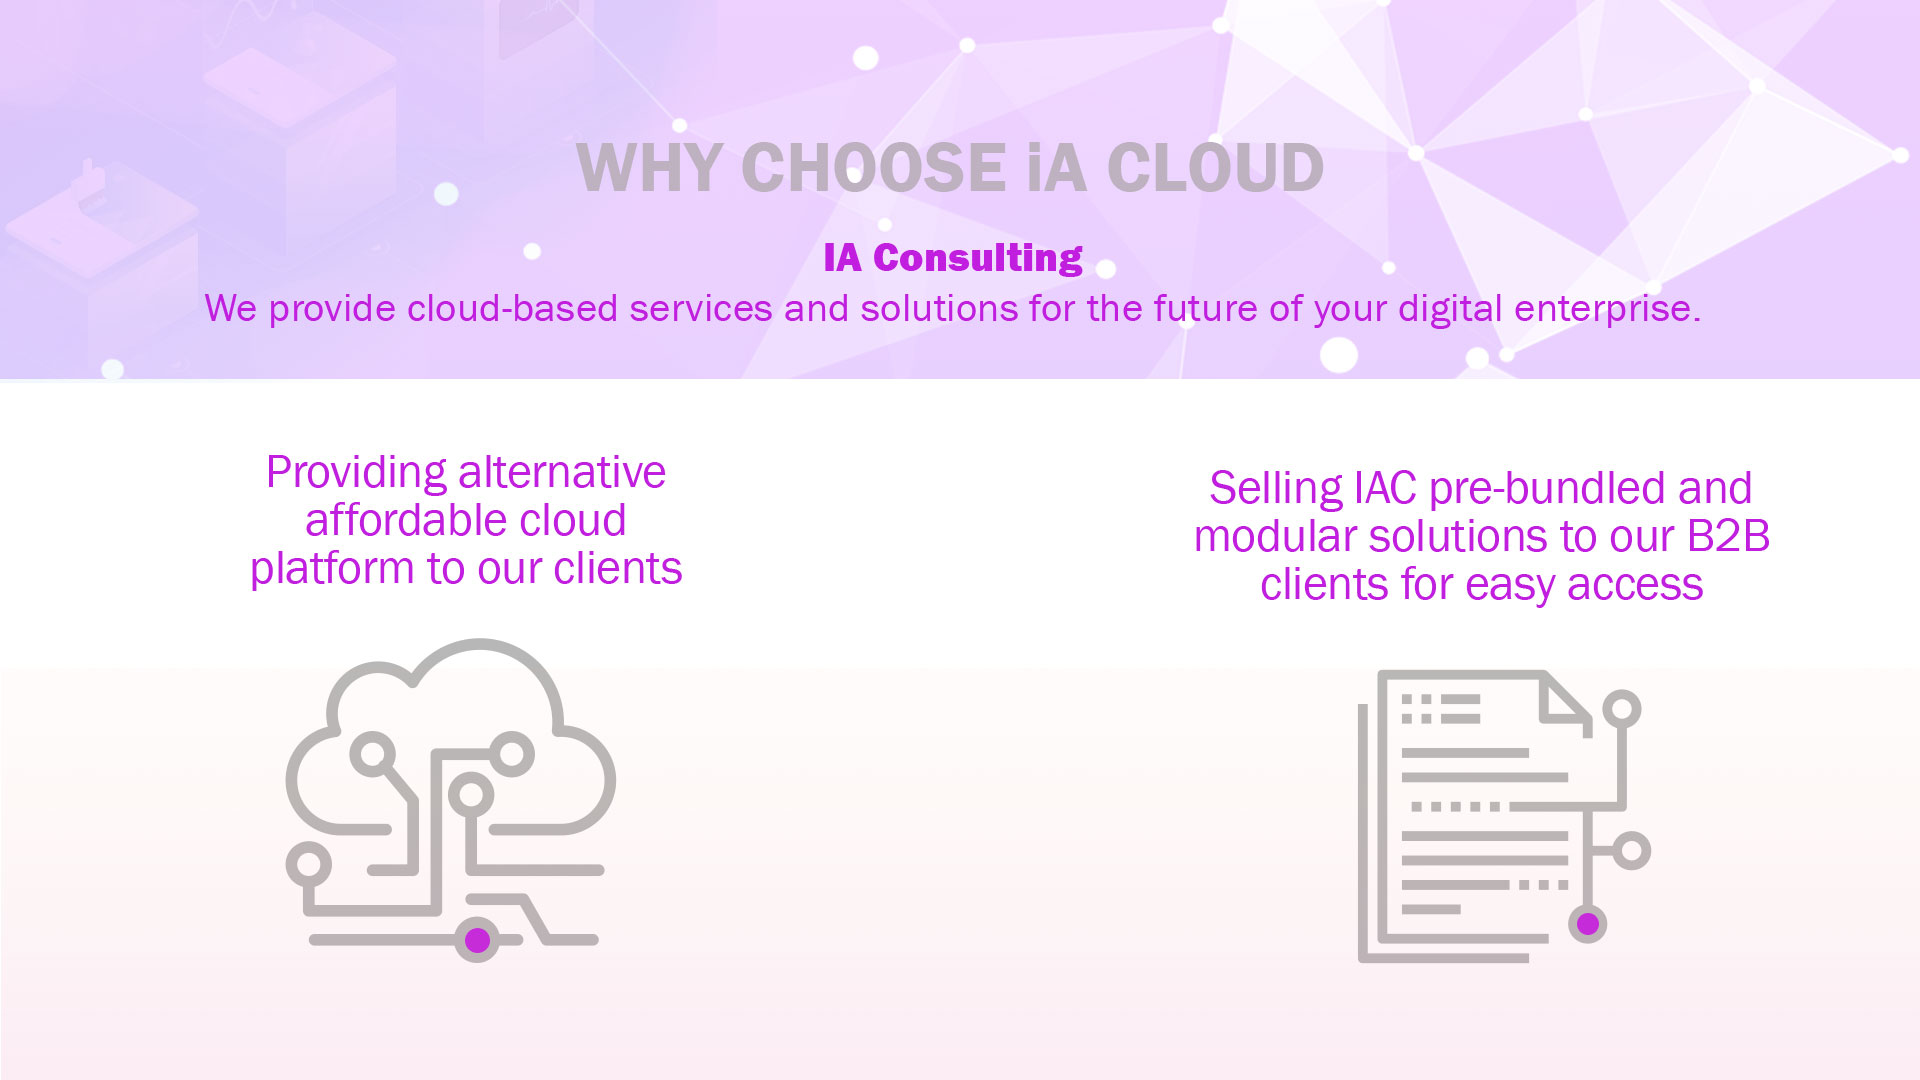 WHY CHOOSE iA CLOUD
IA Consulting
We provide cloud-based services and solutions for the future of your digital enterprise.
Providing alternative
affordable cloud
platform to our clients
Selling IAC pre-bundled and
modular solutions to our B2B
clients for easy access